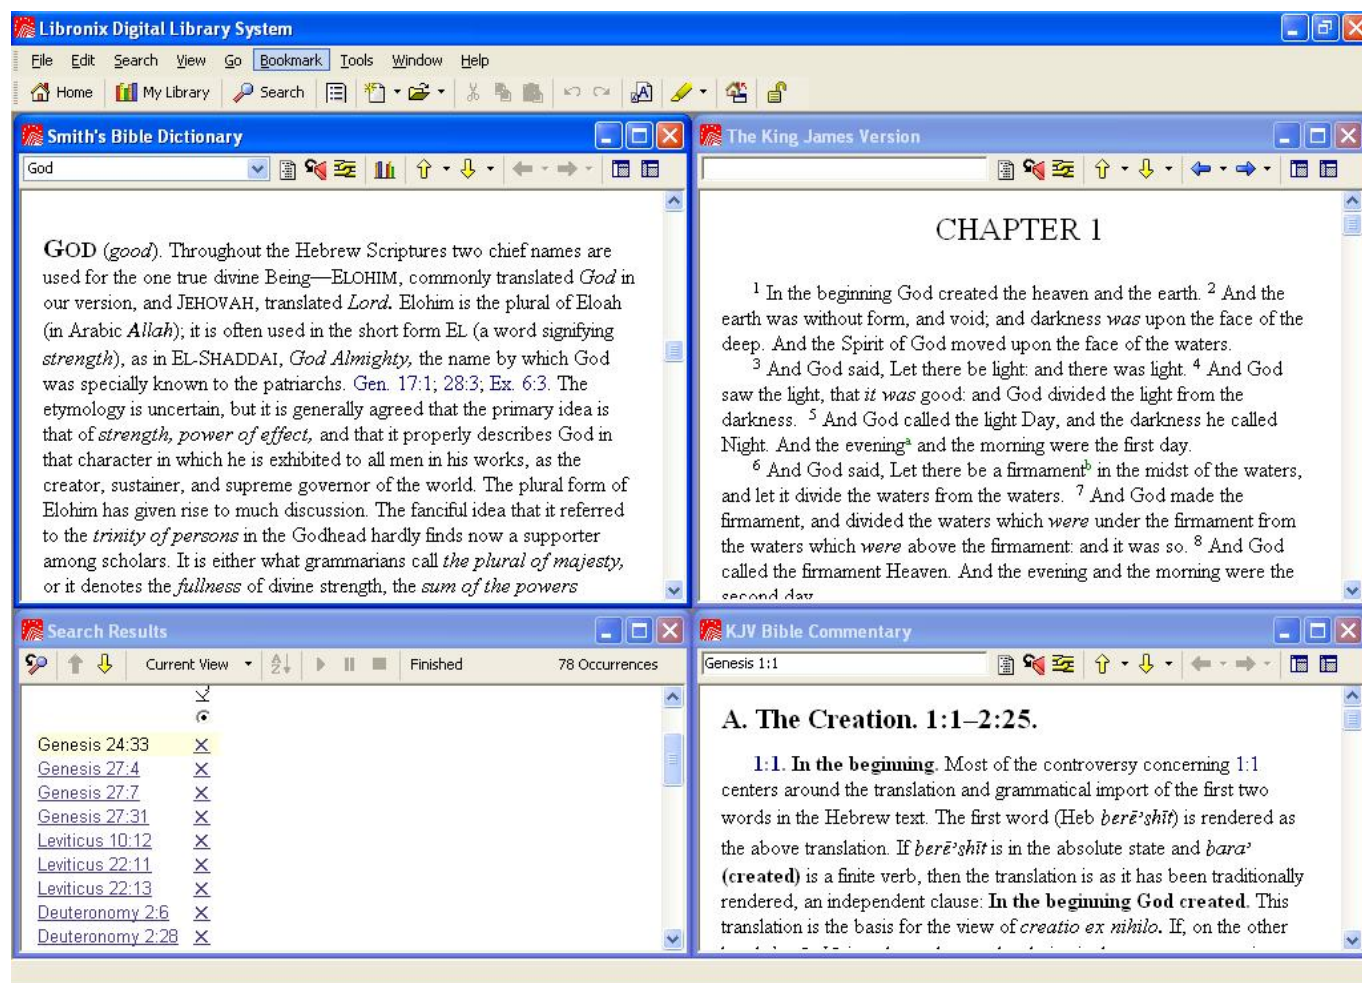 Libronix Digital Library System
File Edit Search View Go Bookmark Tools Window Help
Home My Library Search
Smith's Bible Dictionary
God
GOD (good). Throughout the Hebrew Scriptures two chief names are
used for the one true divine Being—ELOHIM, commonly translated God in
our version, and JEHOVAH, translated Lord. Elohim is the plural of Eloah
(in Arabic Allah); it is often used in the short form EL (a word signifying
strength), as in EL-SHADDAI, God Almighty, the name by which God
was specially known to the patriarchs. Gen. 17:1; 28:3; Ex. 6:3. The
etymology is uncertain, but it is generally agreed that the primary idea is
that of strength, power of effect, and that it properly describes God in
that character in which he is exhibited to all men in his works, as the
creator, sustainer, and supreme governor of the world. The plural form of
Elohim has given rise to much discussion. The fanciful idea that it referred
to the trinity of persons in the Godhead hardly finds now a supporter
among scholars. It is either what grammarians call the plural of majesty,
or it denotes the fullness of divine strength, the sum of the powers
The King James Version
CHAPTER 1
1 In the beginning God created the heaven and the earth. 2 And the
earth was without form, and void; and darkness was upon the face of the
deep. And the Spirit of God moved upon the face of the waters.
3 And God said, Let there be light: and there was light. 4 And God
saw the light, that it was good: and God divided the light from the
darkness. 5 And God called the light Day, and the darkness he called
Night. And the evening a and the morning were the first day.
6 And God said, Let there be a firmament b in the midst of the waters,
and let it divide the waters from the waters. 7 And God made the
firmament, and divided the waters which were under the firmament from
the waters which were above the firmament: and it was so. 8 And God
called the firmament Heaven. And the evening and the morning were the
second day
Search Results
Current View Finished 78 Occurrences
Genesis 24:33 X
Genesis 27:4 X
Genesis 27:7 X
Genesis 27:31 X
Leviticus 10:12 X
Leviticus 22:11 X
Leviticus 22:13 X
Deuteronomy 2:6 X
Deuteronomy 2:28 X
KJV Bible Commentary
Genesis 1:1
A. The Creation. 1:1–2:25.
1:1. In the beginning. Most of the controversy concerning 1:1
centers around the translation and grammatical import of the first two
words in the Hebrew text. The first word (Heb berē’shīt) is rendered as
the above translation. If berē’shīt is in the absolute state and bara’
(created) is a finite verb, then the translation is as it has been traditionally
rendered, an independent clause: In the beginning God created. This
translation is the basis for the view of creatio ex nihilo. If, on the other